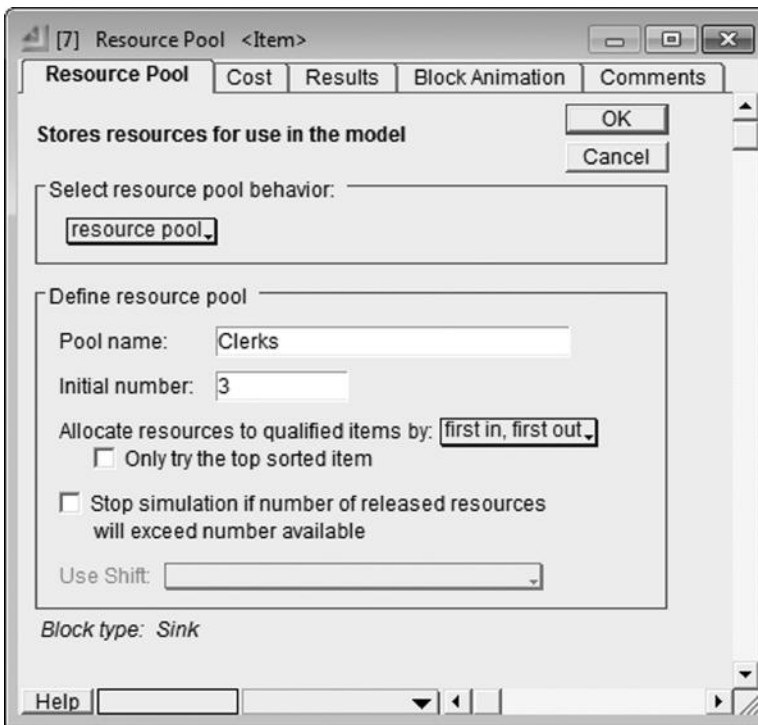 [7] Resource Pool <Item>
Resource Pool Cost Results Block Animation Comments
Stores resources for use in the model
OK
Cancel
Select resource pool behavior:
resource pool
Define resource pool
Pool name: Clerks
Initial number: 3
Allocate resources to qualified items by: first in, first out
Only try the top sorted item
Stop simulation if number of released resources
will exceed number available
Use Shift:
Block type: Sink
Help